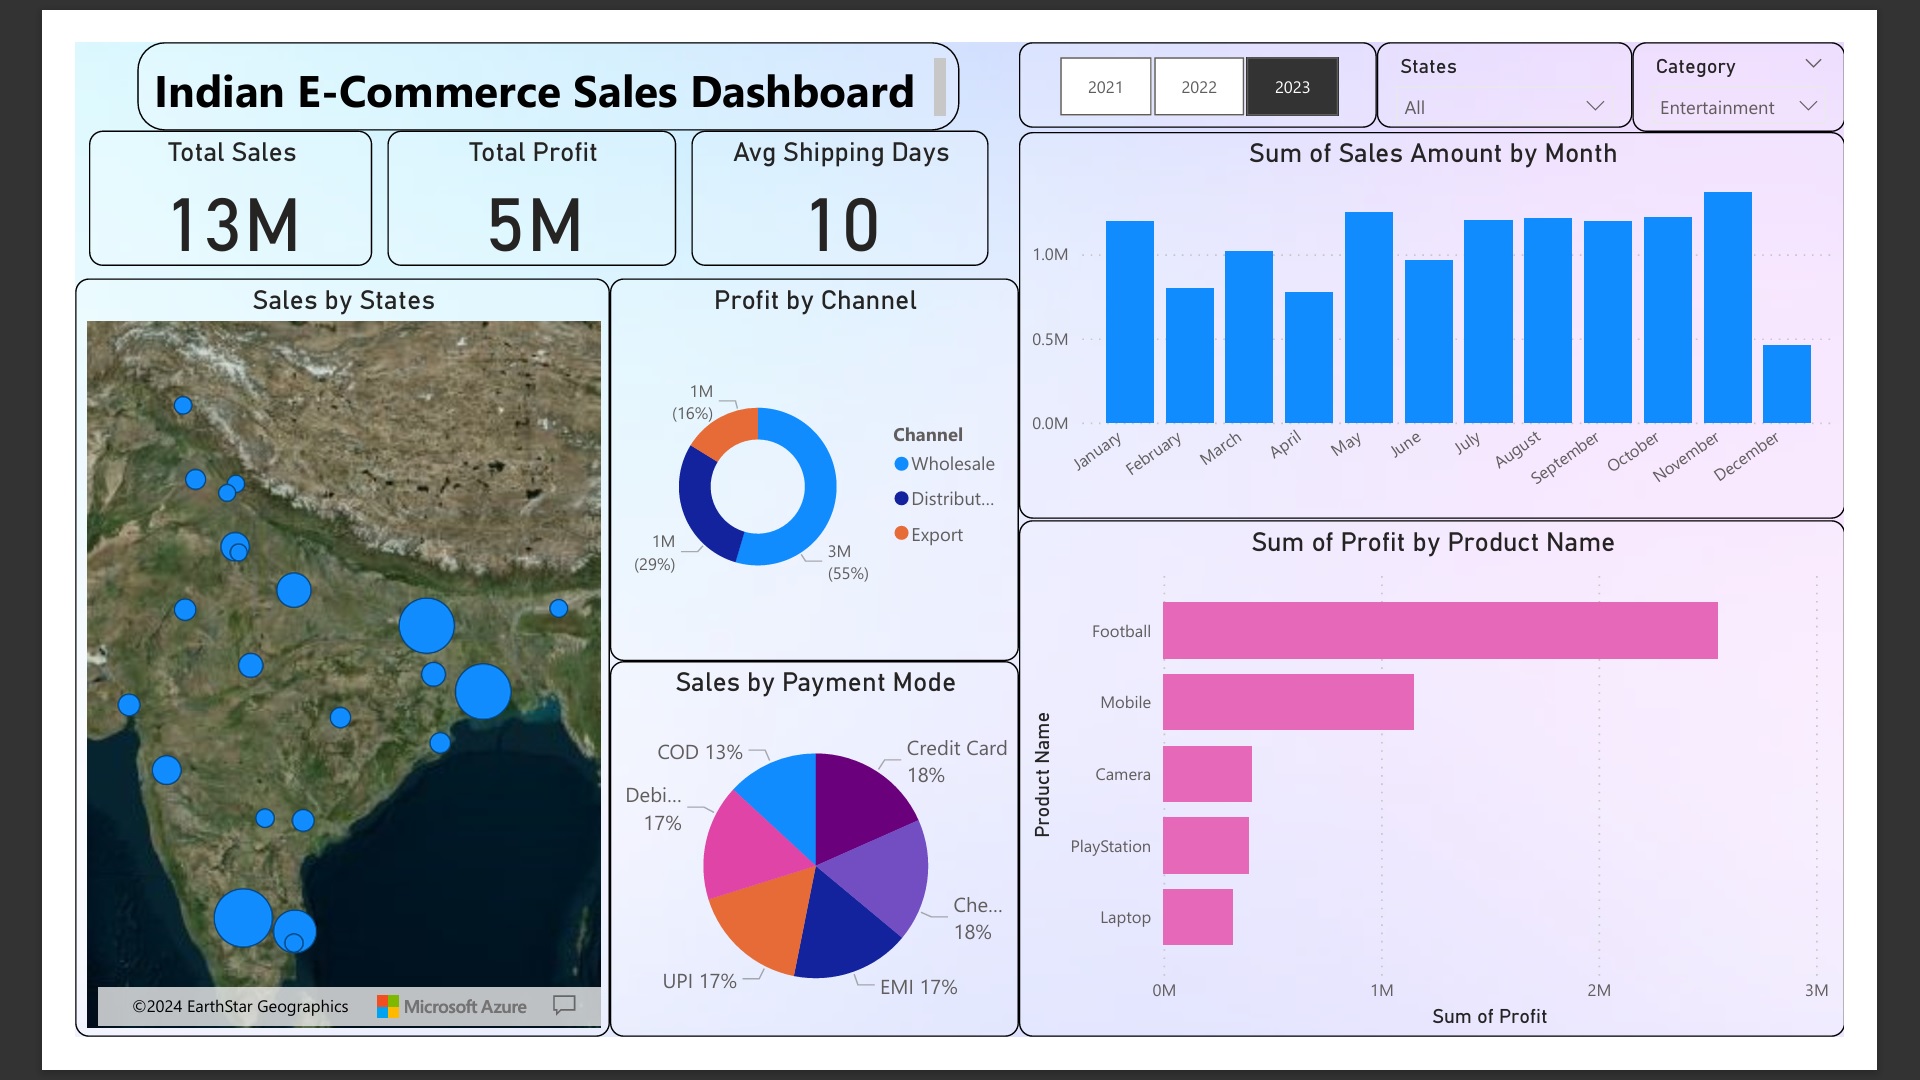 Indian E-Commerce Sales Dashboard
2021
2022
2023
States
All
Category
Entertainment
Total Sales
13M
Total Profit
5M
Avg Shipping Days
10
Sum of Sales Amount by Month
1.0M
0.5M
0.0M
January
February
March
April
May
June
July
August
September
October
November
December
Sales by States
©2024 EarthStar Geographics
Microsoft Azure
Profit by Channel
1M
(16%)
1M
(29%)
3M
(55%)
Channel
Wholesale
Distribut...
Export
Sales by Payment Mode
COD 13%
Credit Card
18%
Debi...
17%
Che...
18%
UPI 17%
EMI 17%
Sum of Profit by Product Name
Product Name
Football
Mobile
Camera
PlayStation
Laptop
0M
1M
2M
3M
Sum of Profit